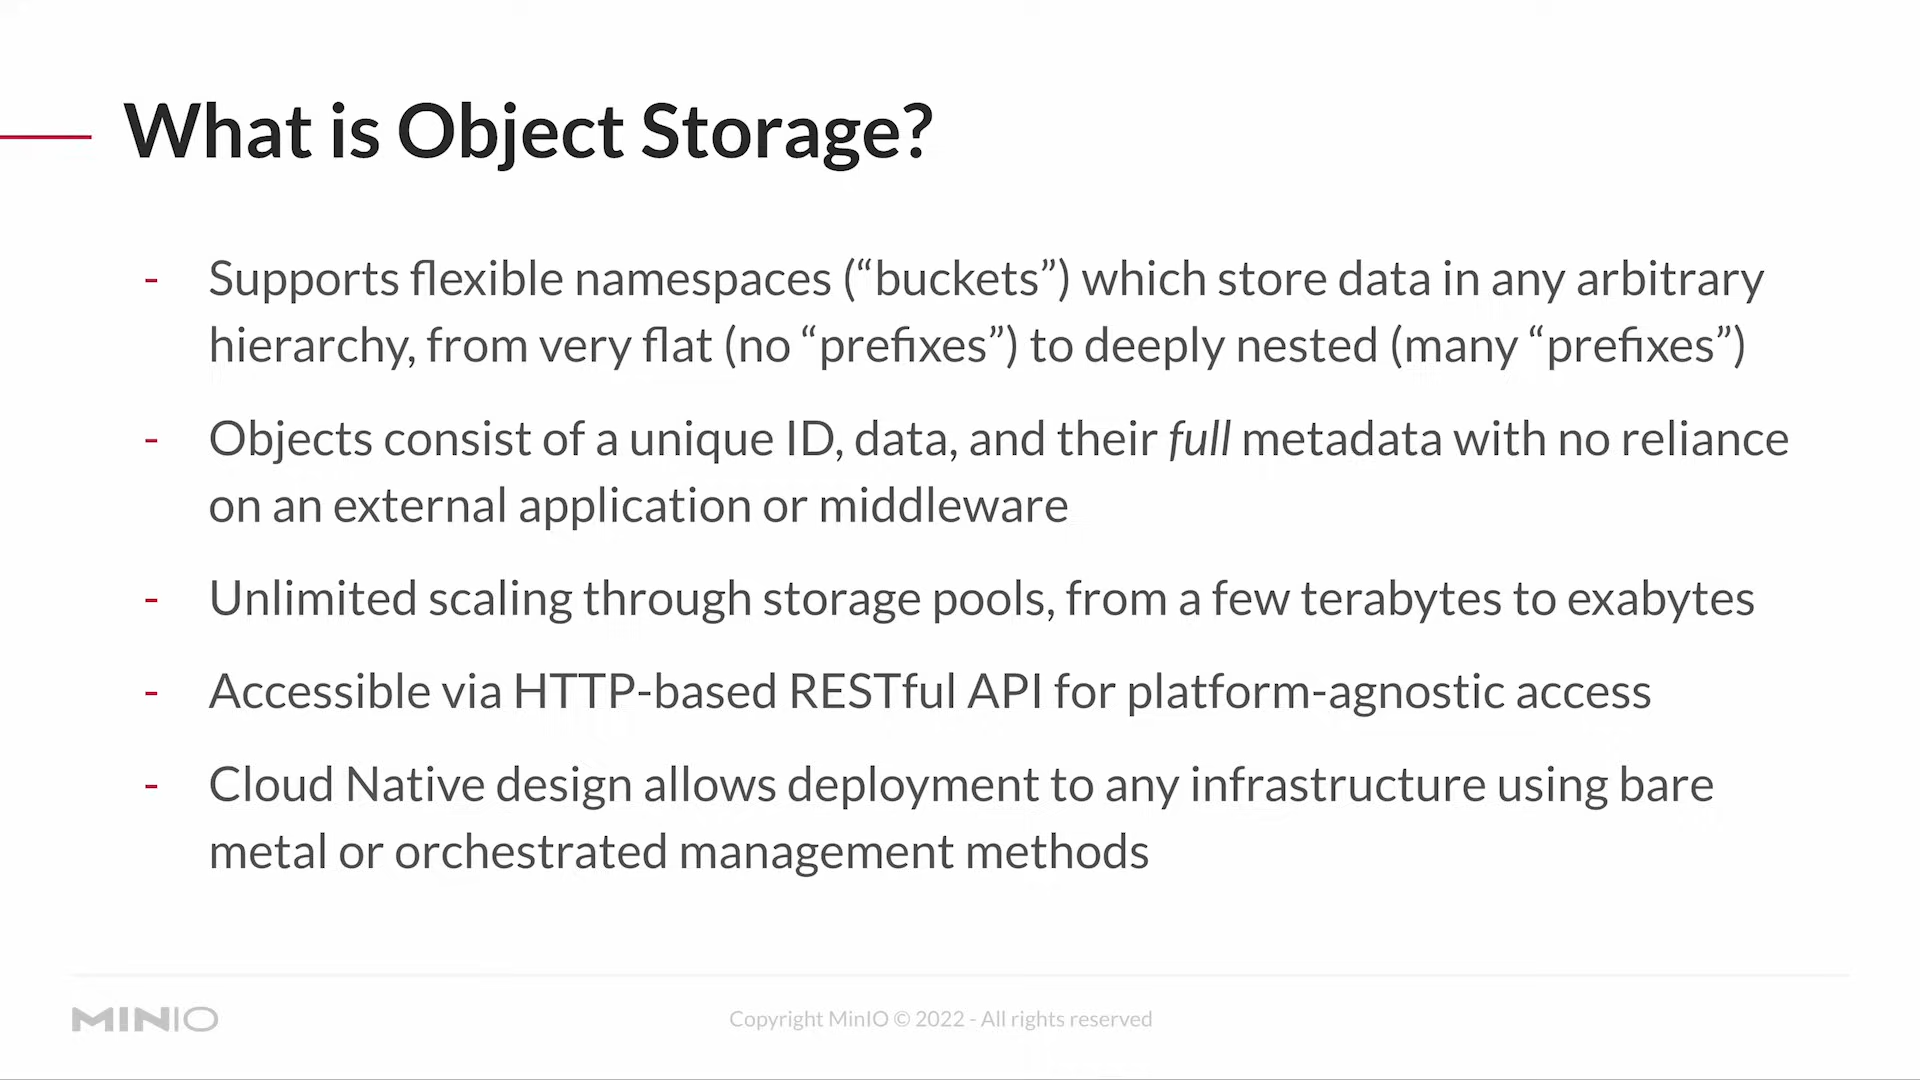 What is Object Storage?
- Supports flexible namespaces (“buckets”) which store data in any arbitrary
hierarchy, from very flat (no “prefixes”) to deeply nested (many “prefixes”)
- Objects consist of a unique ID, data, and their full metadata with no reliance
on an external application or middleware
- Unlimited scaling through storage pools, from a few terabytes to exabytes
- Accessible via HTTP-based RESTful API for platform-agnostic access
- Cloud Native design allows deployment to any infrastructure using bare
metal or orchestrated management methods
MINIO
Copyright MinIO © 2022 - All rights reserved